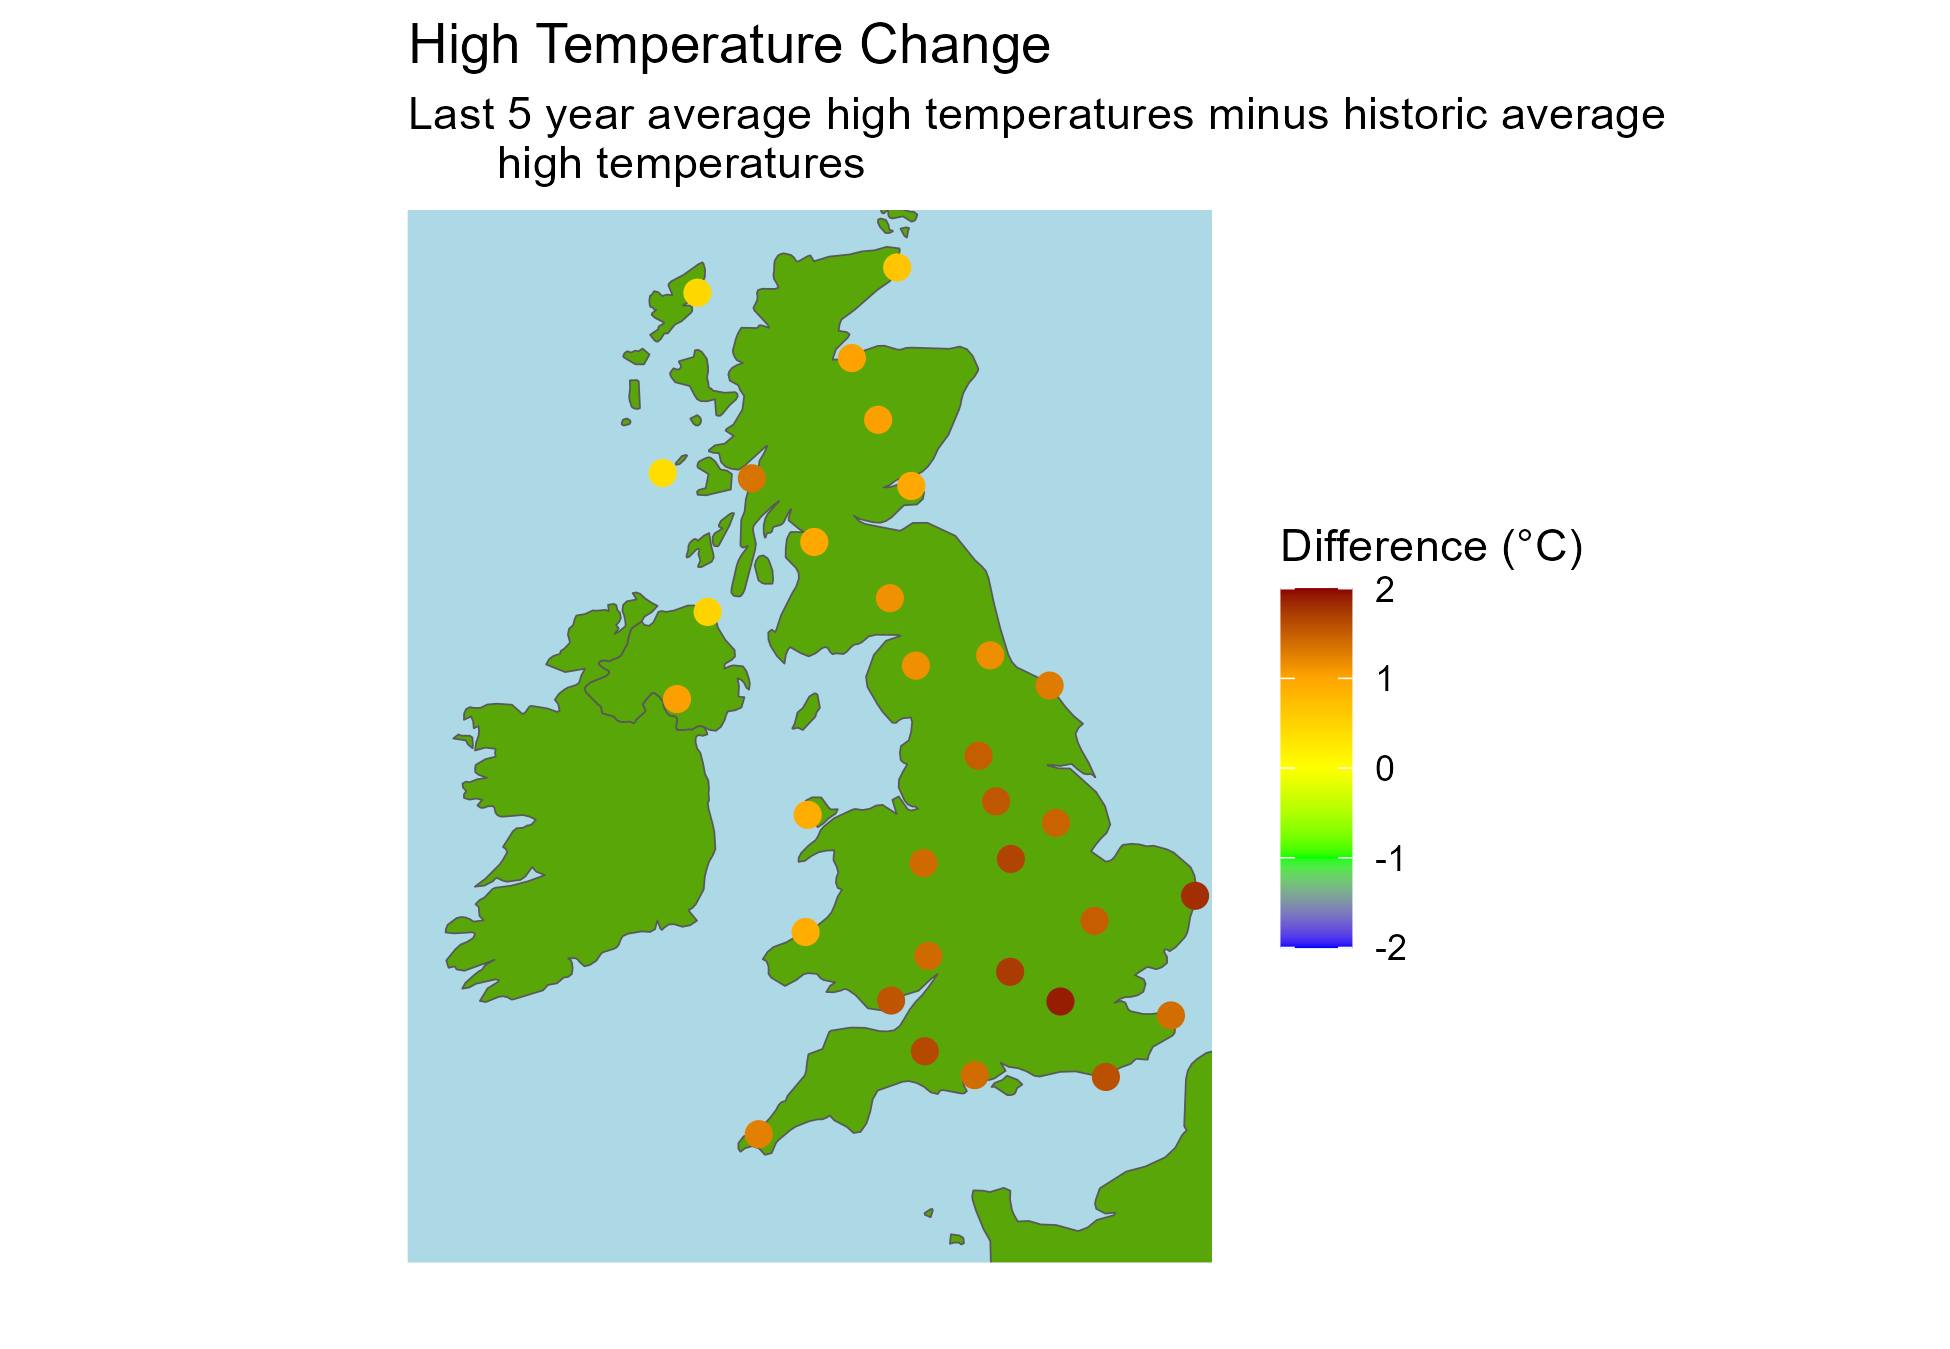 High Temperature Change
Last 5 year average high temperatures minus historic average
high temperatures
Difference (°C)
2
1
0
-1
-2